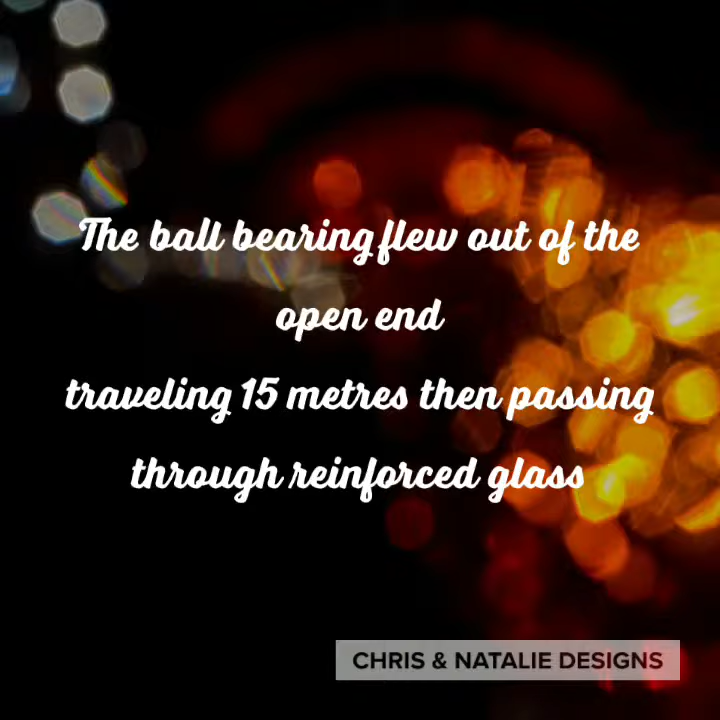 The ball bearing flew out of the
open end
traveling 15 metres then passing
through reinforced glass
CHRIS & NATALIE DESIGNS